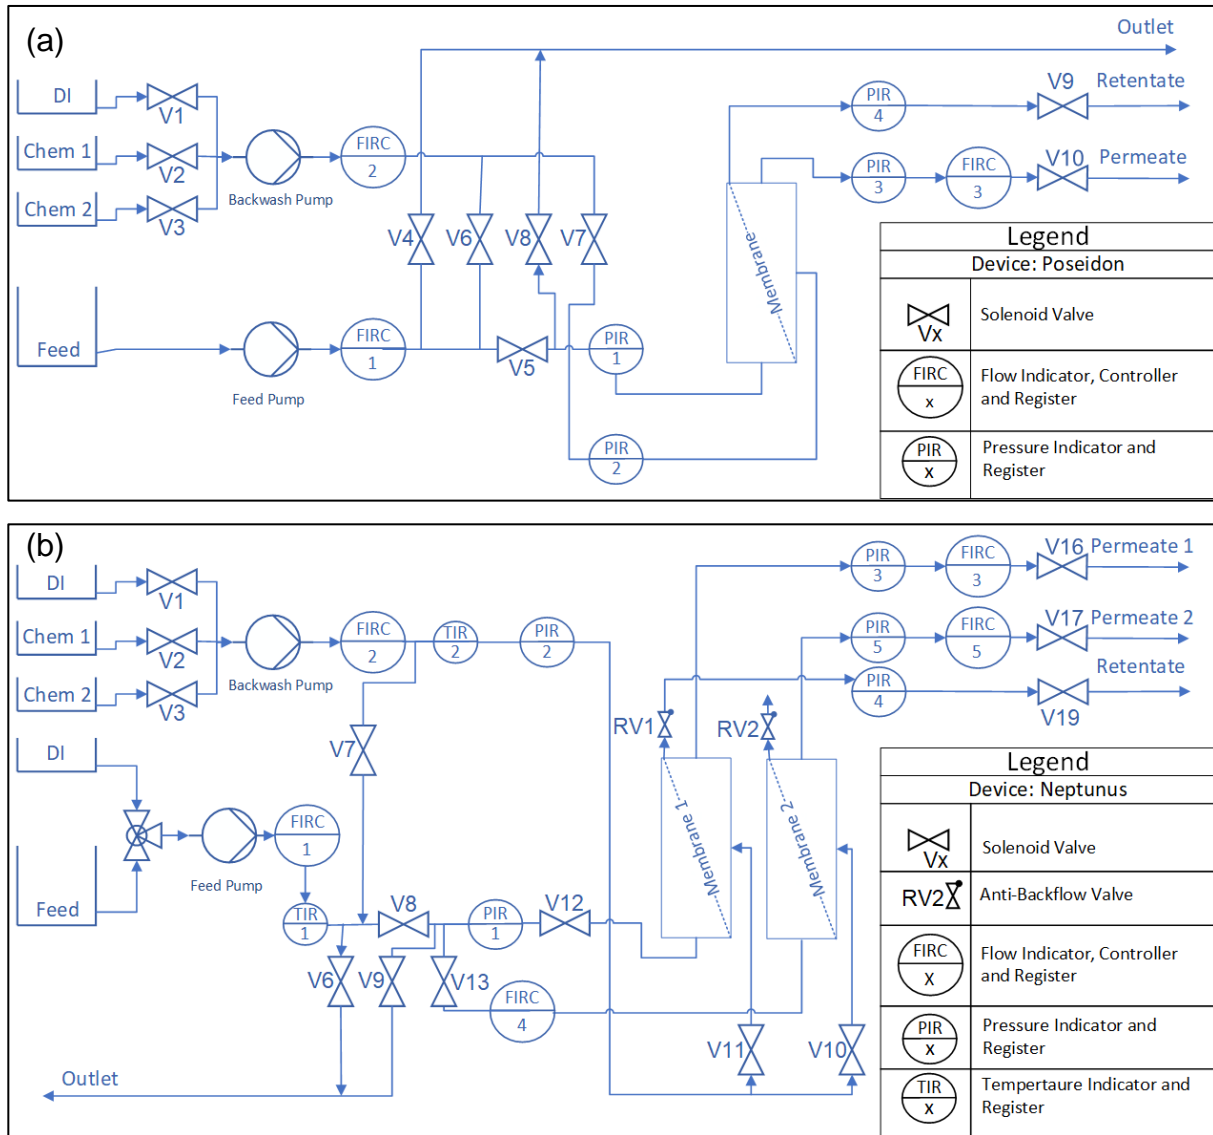 (a)
Outlet
DI
V1
PIR
4
V9
Retentate
Chem 1
V2
Backwash Pump
FIRC
2
PIR
3
FIRC
3
V10
Permeate
Chem 2
V3
V4
V6
V8
V7
Membrane
Feed
Feed Pump
FIRC
1
V5
PIR
1
PIR
2
Legend
Device: Poseidon
Vx
Solenoid Valve
FIRC
x
Flow Indicator, Controller
and Register
PIR
x
Pressure Indicator and
Register
(b)
DI
V1
PIR
3
FIRC
3
V16
Permeate 1
Chem 1
V2
Backwash Pump
FIRC
2
TIR
2
PIR
2
PIR
5
FIRC
5
V17
Permeate 2
Retentate
Chem 2
V3
PIR
4
V19
RV1
RV2
V7
DI
Feed
Feed Pump
FIRC
1
TIR
1
V8
PIR
1
V12
Membrane 1
Membrane 2
V6
V9
V13
FIRC
4
V11
V10
Outlet
Legend
Device: Neptunus
Vx
Solenoid Valve
RV2
Anti-Backflow Valve
FIRC
X
Flow Indicator, Controller
and Register
PIR
X
Pressure Indicator and
Register
TIR
X
Tempertaure Indicator and
Register